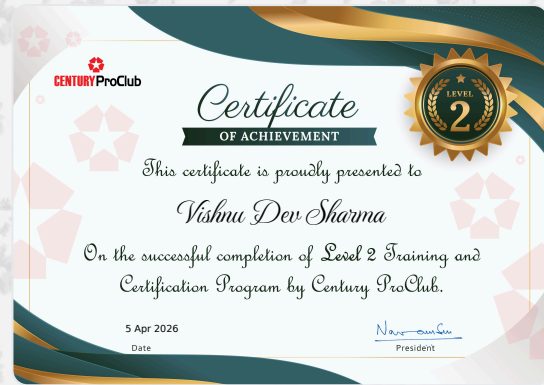 CENTURY ProClub
LEVEL
2
Certificate
OF ACHIEVEMENT
This certificate is proudly presented to
Vishnu Dev Sharma
On the successful completion of Level 2 Training and
Certification Program by Century ProClub.
5 Apr 2026
Date
President